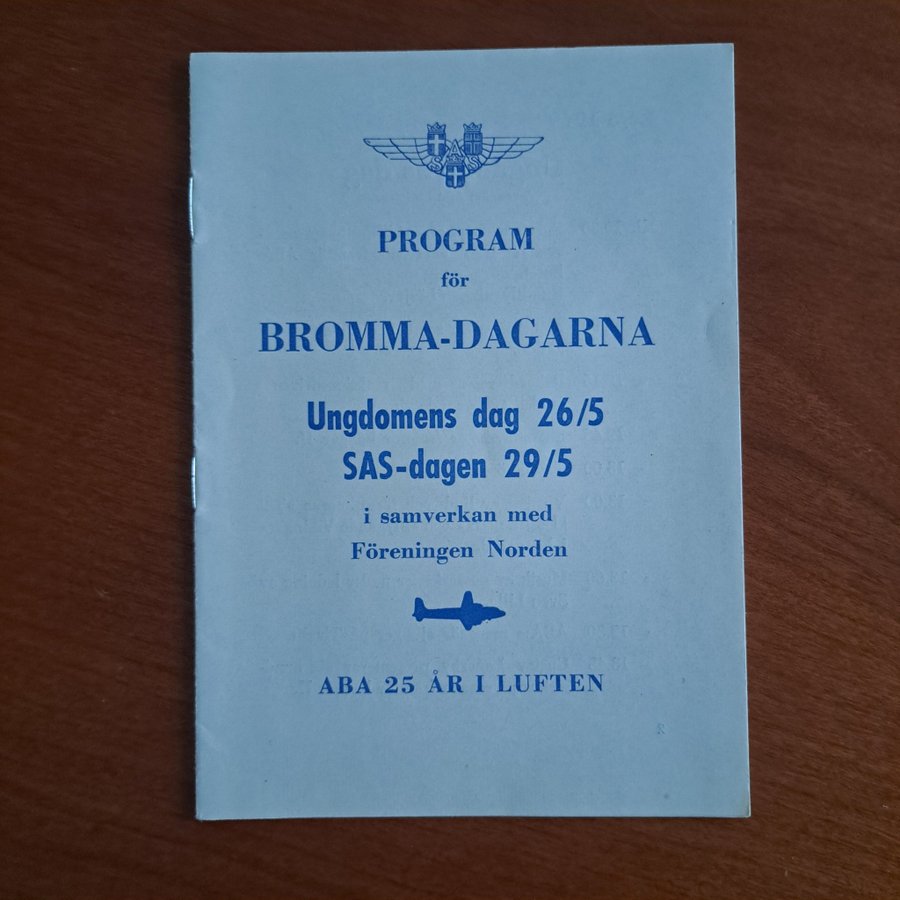 SAS
PROGRAM
för
BROMMA-DAGARNA
Ungdomens dag 26/5
SAS-dagen 29/5
i samverkan med
Föreningen Norden
ABA 25 ÅR I LUFTEN